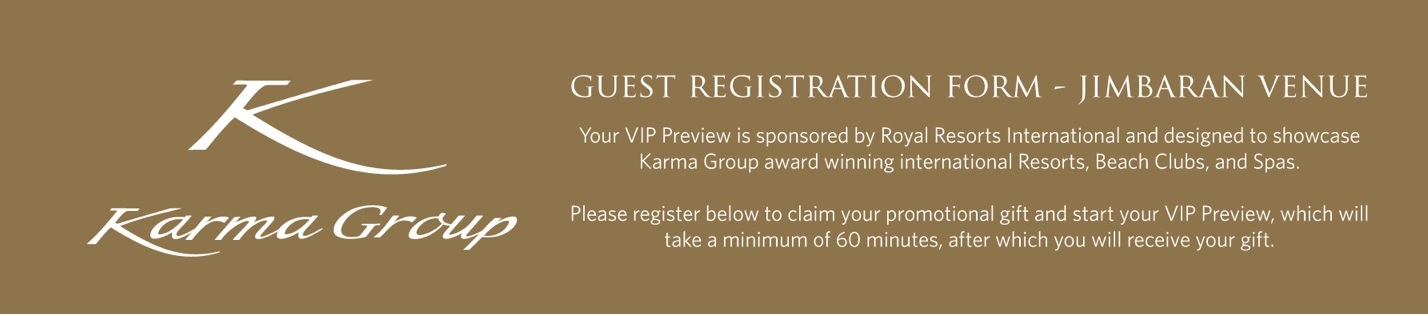 K
Karma Group
GUEST REGISTRATION FORM - JIMBARAN VENUE
Your VIP Preview is sponsored by Royal Resorts International and designed to showcase
Karma Group award winning international Resorts, Beach Clubs, and Spas.
Please register below to claim your promotional gift and start your VIP Preview, which will
take a minimum of 60 minutes, after which you will receive your gift.